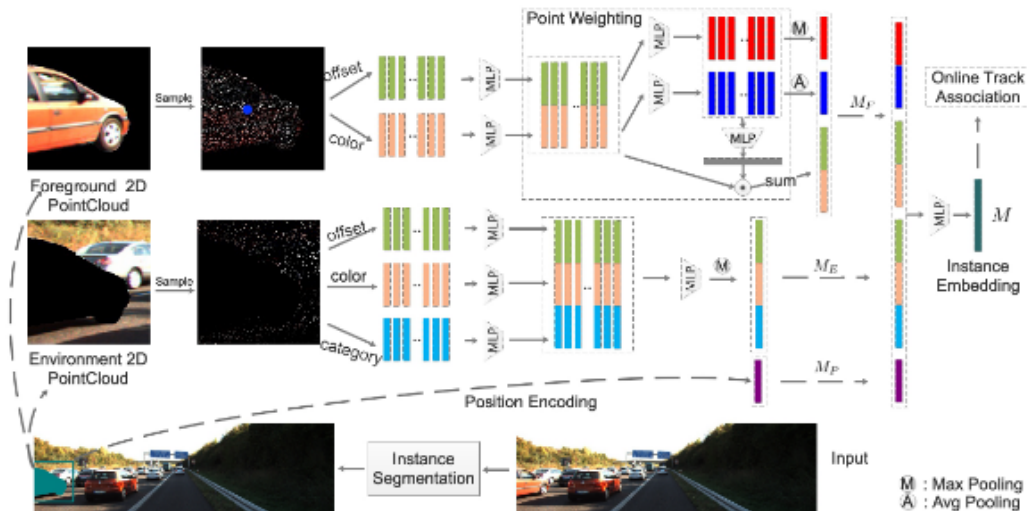 Point Weighting
offset
MLP
MLP
M
Sample
MLP
A
M_F
Online Track
Association
color
MLP
MLP
sum
Foreground 2D
PointCloud
offset
MLP
MLP
M
Sample
color
MLP
MLP
M
M_E
Instance
Embedding
category
MLP
Environment 2D
PointCloud
M_P
Position Encoding
Instance
Segmentation
Input
M : Max Pooling
A : Avg Pooling